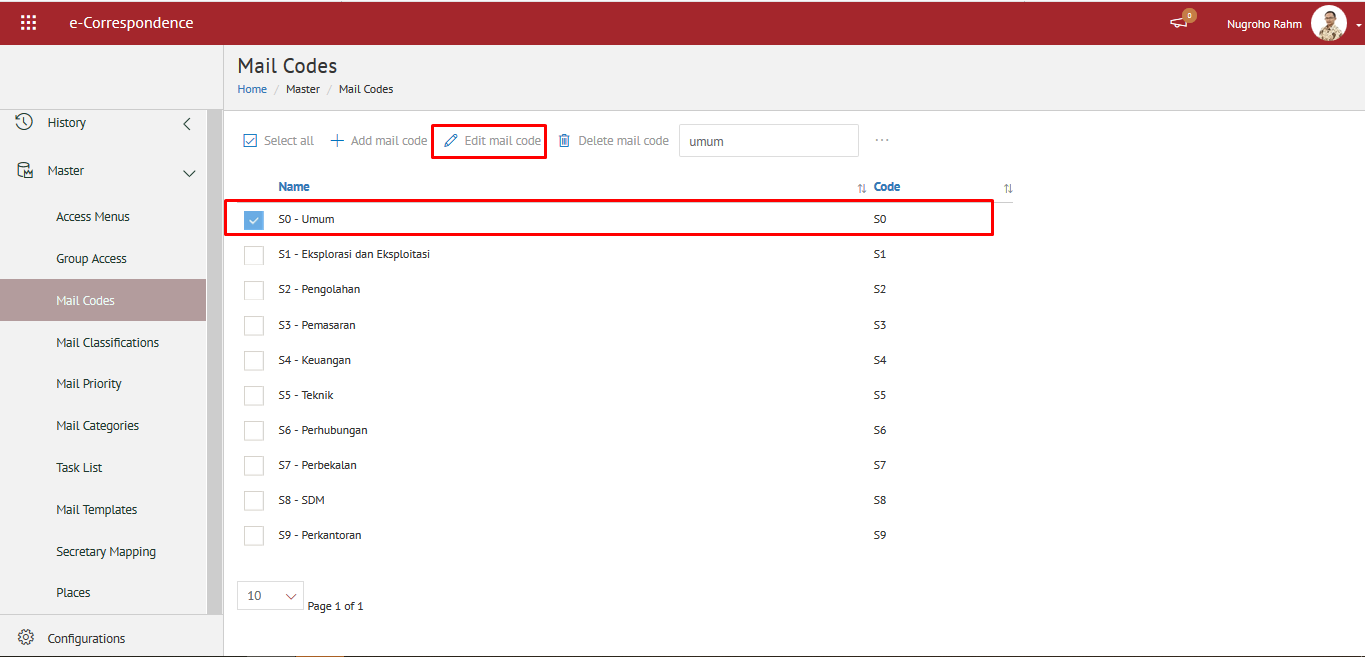 e-Correspondence
0
Nugroho Rahm
Mail Codes
Home / Master / Mail Codes
History
Master
Access Menus
Group Access
Mail Codes
Mail Classifications
Mail Priority
Mail Categories
Task List
Mail Templates
Secretary Mapping
Places
Configurations
Select all Add mail code Edit mail code Delete mail code umum ...
Name Code
S0 - Umum S0
S1 - Eksplorasi dan Eksploitasi S1
S2 - Pengolahan S2
S3 - Pemasaran S3
S4 - Keuangan S4
S5 - Teknik S5
S6 - Perhubungan S6
S7 - Perbekalan S7
S8 - SDM S8
S9 - Perkantoran S9
10 Page 1 of 1